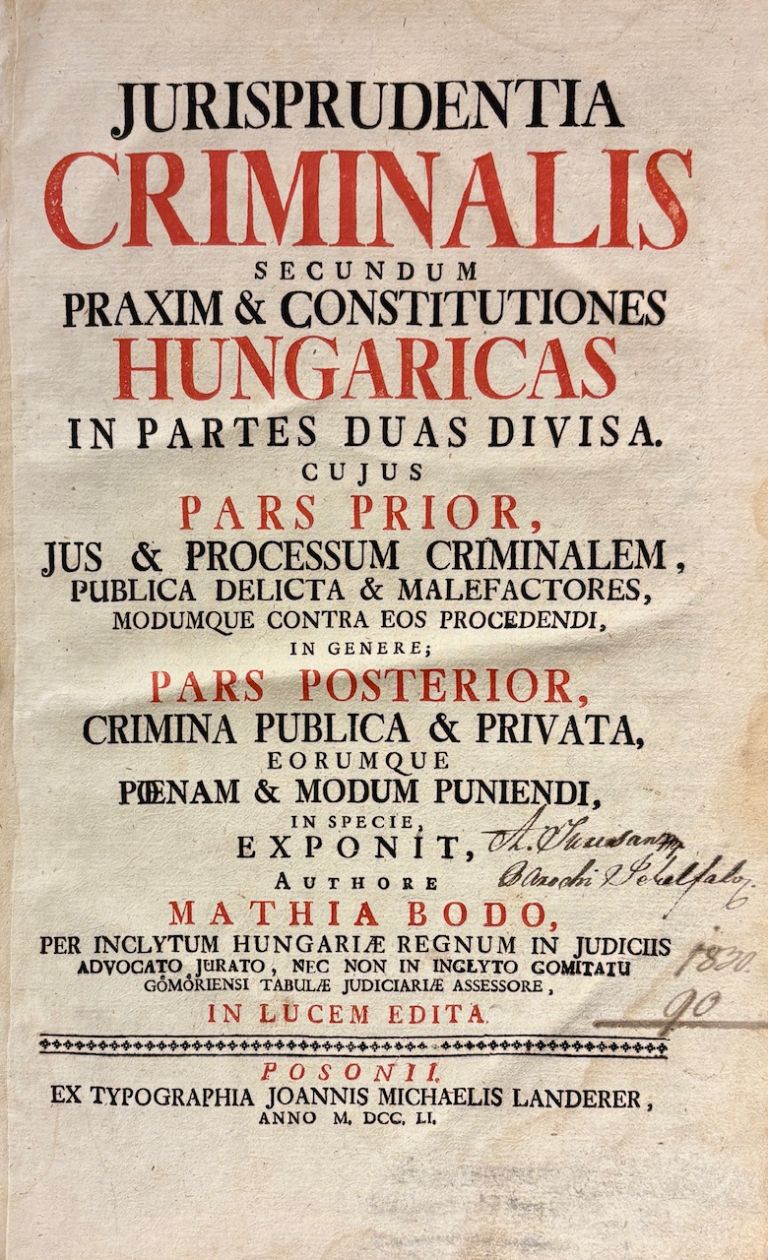 JURISPRUDENTIA
CRIMINALIS
SECUNDUM
PRAXIM & CONSTITUTIONES
HUNGARICAS
IN PARTES DUAS DIVISA.
CUJUS
PARS PRIOR,
JUS & PROCESSUM CRIMINALEM,
PUBLICA DELICTA & MALEFACTORES,
MODUMQUE CONTRA EOS PROCEDENDI,
IN GENERE;
PARS POSTERIOR,
CRIMINA PUBLICA & PRIVATA,
EORUMQUE
PŒNAM & MODUM PUNIENDI,
IN SPECIE,
EXPONIT,
AUTHORE
MATHIA BODO,
PER INCLYTUM HUNGARIÆ REGNUM IN JUDICIIS
ADVOCATO JURATO, NEC NON IN INCLYTO COMITATU
1830.
GÖMÖRIENSI TABULÆ JUDICIARIÆ ASSESSORE,
90
IN LUCEM EDITA.
POSONII.
EX TYPOGRAPHIA JOANNIS MICHAELIS LANDERER,
ANNO M. DCC. LI.